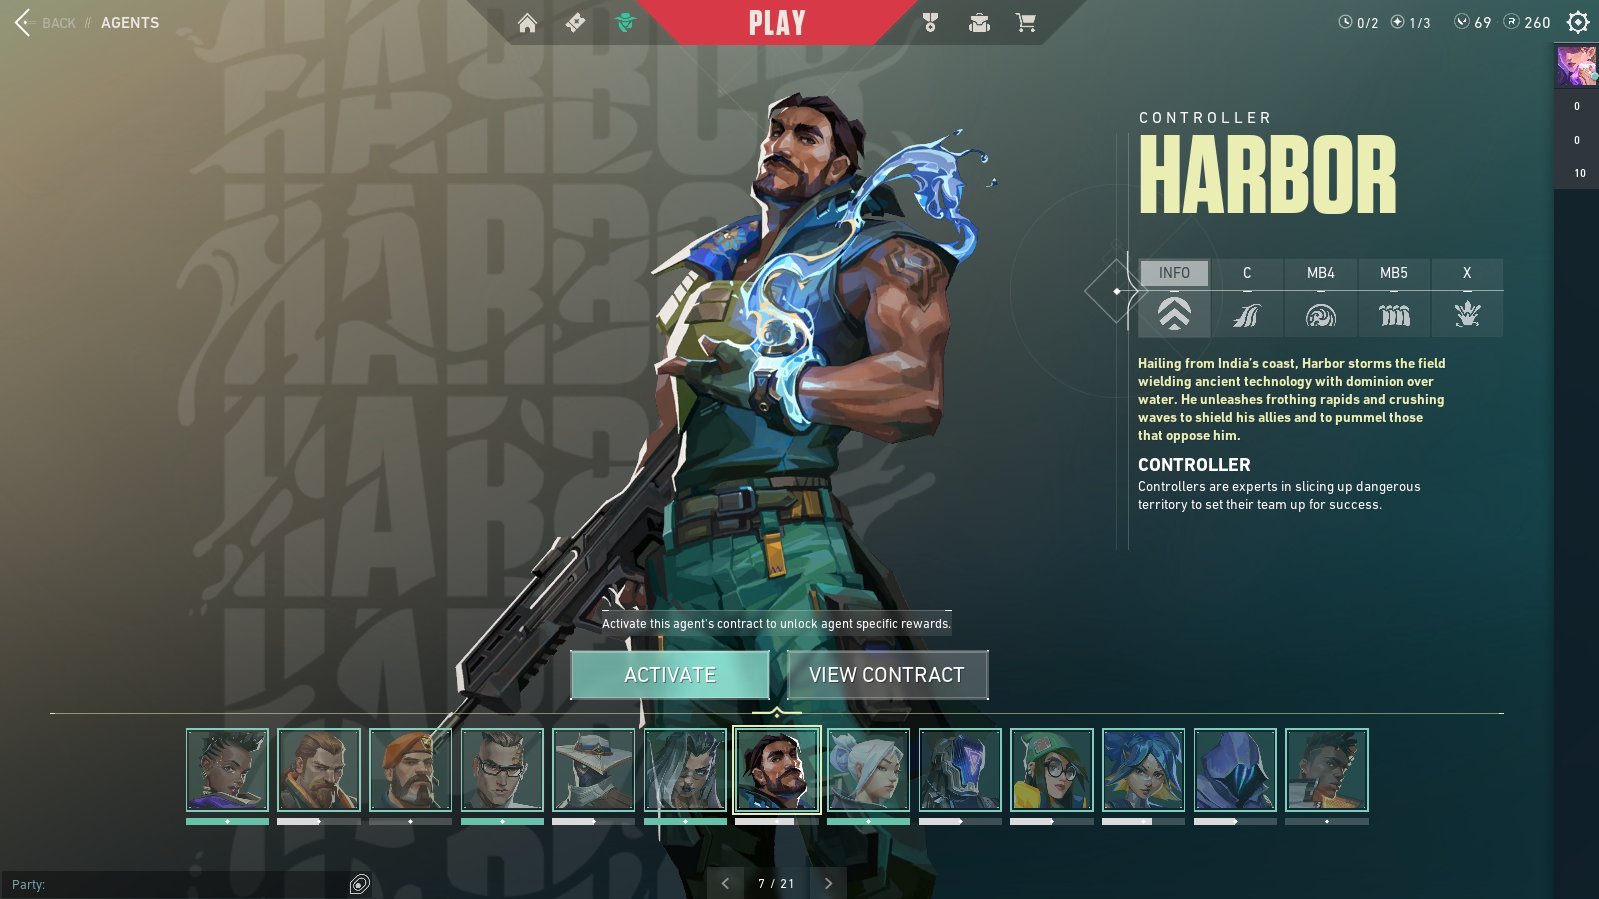 BACK // AGENTS
PLAY
0/2
1/3
69
260
0
0
10
HARBOR
HARBOR
HARBOR
HARBOR
CONTROLLER
HARBOR
INFO
C
MB4
MB5
X
Hailing from India's coast, Harbor storms the field
wielding ancient technology with dominion over
water. He unleashes frothing rapids and crushing
waves to shield his allies and to pummel those
that oppose him.
CONTROLLER
Controllers are experts in slicing up dangerous
territory to set their team up for success.
Activate this agent's contract to unlock agent specific rewards.
ACTIVATE
VIEW CONTRACT
Party:
7 / 21